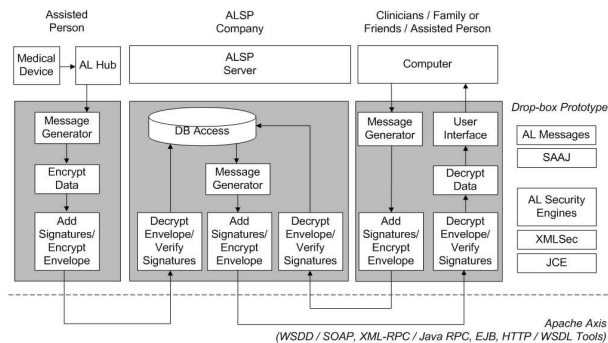 Assisted
Person
ALSP
Company
Clinicians / Family or
Friends / Assisted Person
Medical
Device
AL Hub
ALSP
Server
Computer
Message
Generator
Encrypt
Data
Add
Signatures/
Encrypt
Envelope
DB Access
Message
Generator
Decrypt
Envelope/
Verify
Signatures
Add
Signatures/
Encrypt
Envelope
Decrypt
Envelope/
Verify
Signatures
Message
Generator
User
Interface
Decrypt
Data
Add
Signatures/
Encrypt
Envelope
Decrypt
Envelope/
Verify
Signatures
Drop-box Prototype
AL Messages
SAAJ
AL Security
Engines
XMLSec
JCE
Apache Axis
(WSDD / SOAP, XML-RPC / Java RPC, EJB, HTTP / WSDL Tools)